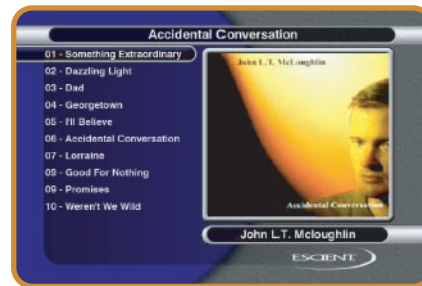 Accidental Conversation
01 - Something Extraordinary
02 - Dazzling Light
03 - Dad
04 - Georgetown
05 - I'll Believe
06 - Accidental Conversation
07 - Lorraine
09 - Good For Nothing
09 - Promises
10 - Weren't We Wild
John L.T. McLoughlin
Accidental Conversation
John L.T. Mcloughlin
ESCIENT